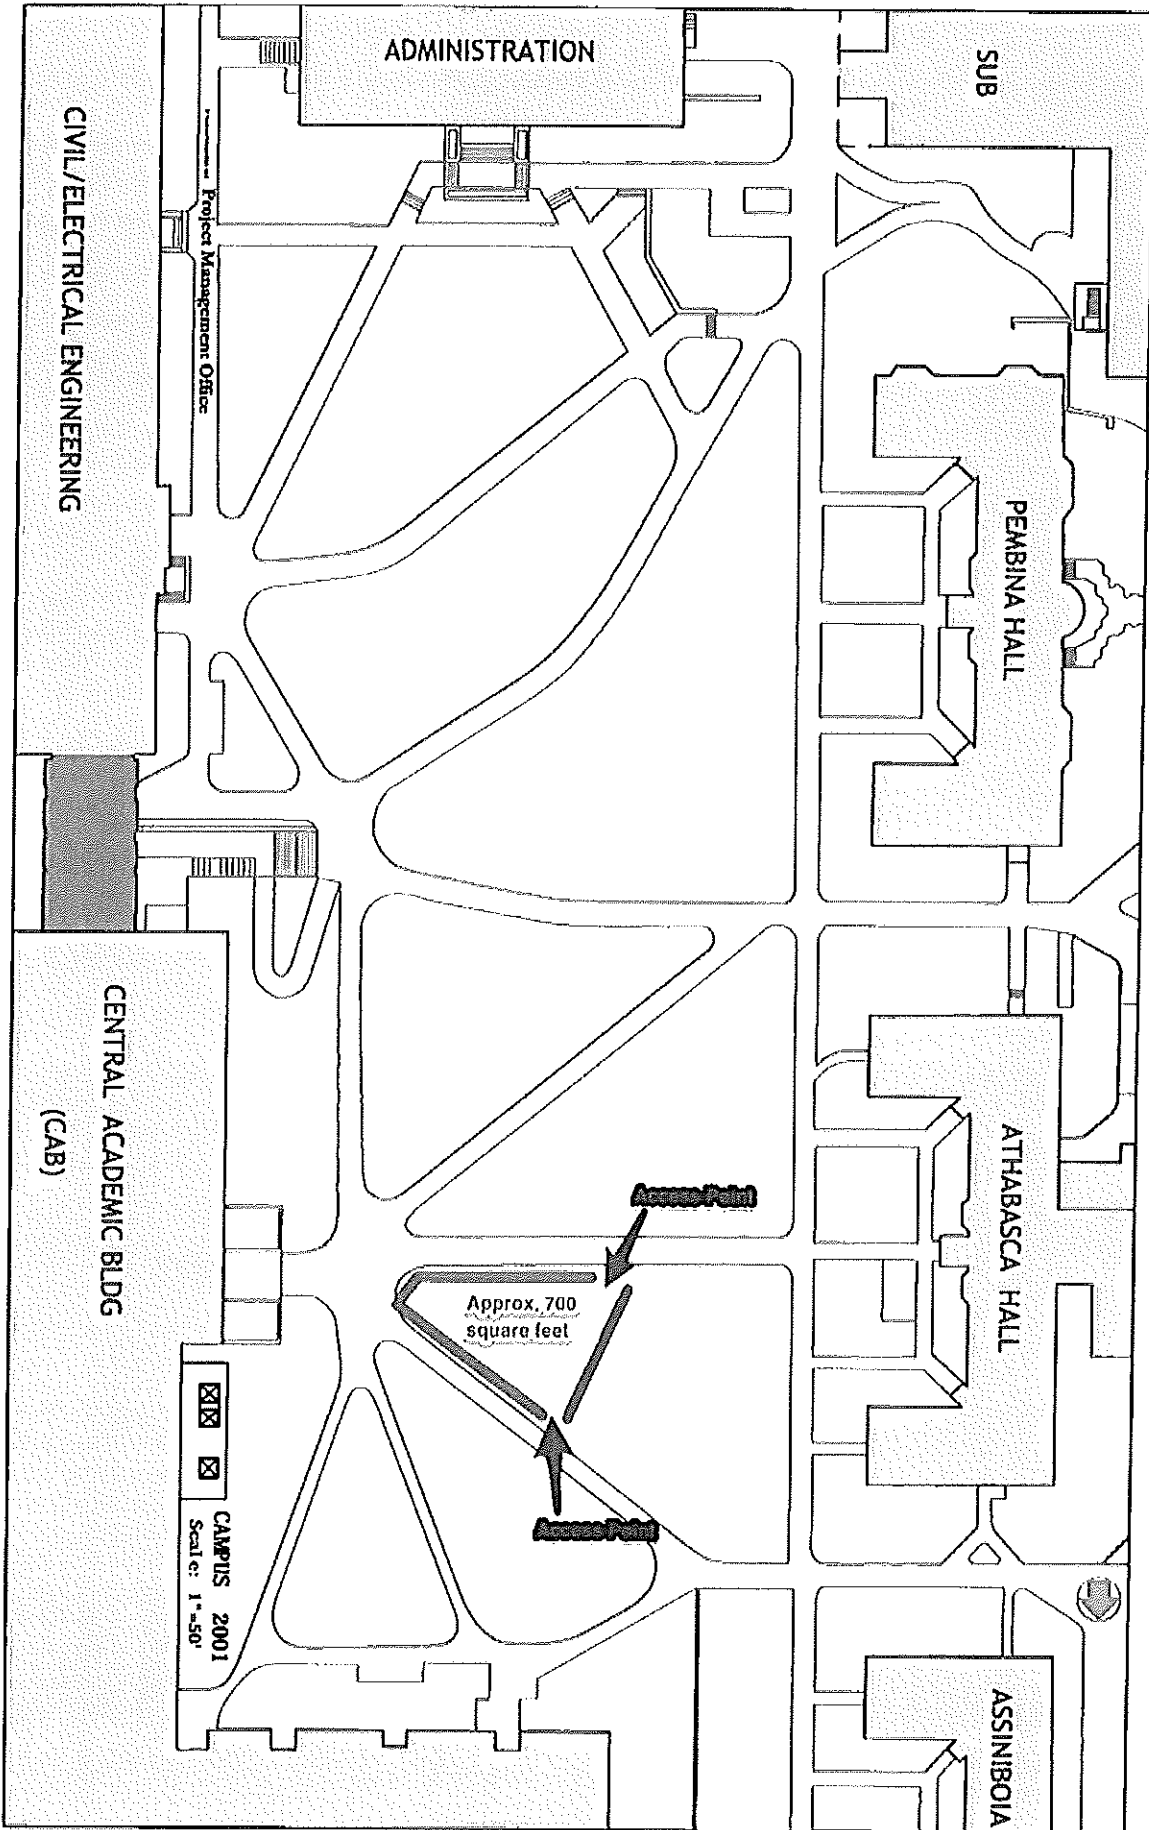 ADMINISTRATION
SUB
CIVIL/ELECTRICAL ENGINEERING
Project Management Office
PEMBINA HALL
CENTRAL ACADEMIC BLDG
(CAB)
ATHABASCA HALL
Access Point
Approx. 700
square feet
Access Point
CAMPUS 2001
Scale: 1"=50'
ASSINIBOIA